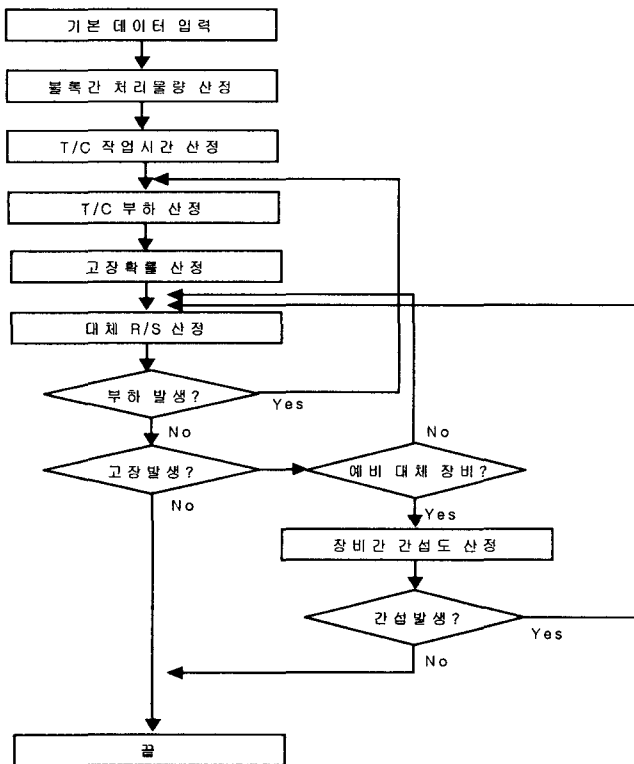 기본 데이터 입력
블록간 처리물량 산정
T/C 작업시간 산정
T/C 부하 산정
고장확률 산정
대체 R/S 산정
부하 발생?
Yes
No
고장발생?
No
예비 대체 장비?
No
Yes
장비간 간섭도 산정
간섭발생?
Yes
No
끝